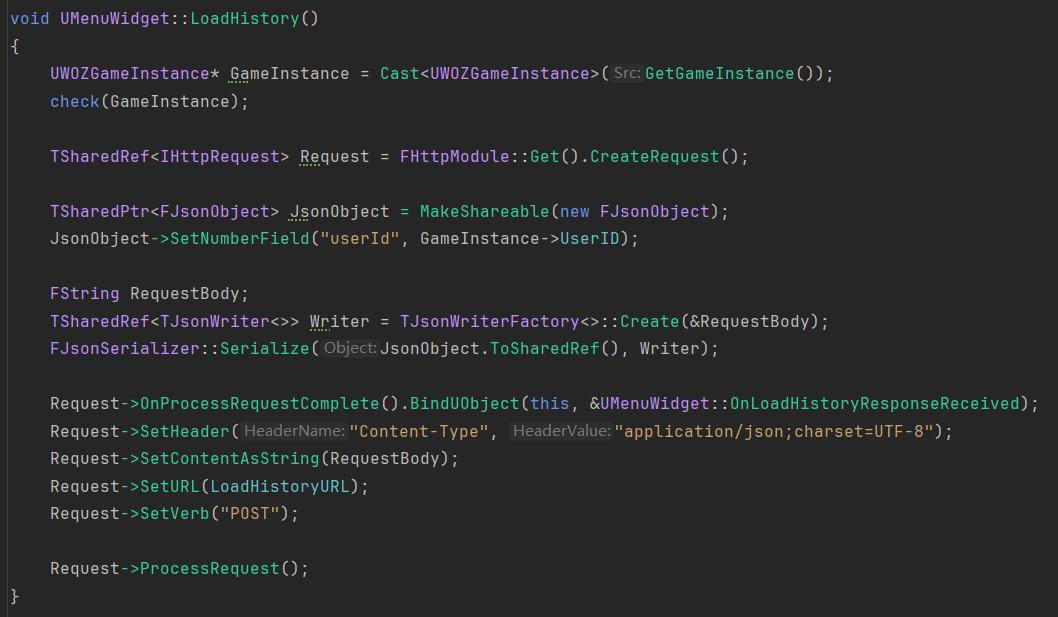 void UMenuWidget::LoadHistory()
{
    UWOZGameInstance* GameInstance = Cast<UWOZGameInstance>(Src:GetGameInstance());
    check(GameInstance);

    TSharedRef<IHttpRequest> Request = FHttpModule::Get().CreateRequest();

    TSharedPtr<FJsonObject> JsonObject = MakeShareable(new FJsonObject);
    JsonObject->SetNumberField("userId", GameInstance->UserID);

    FString RequestBody;
    TSharedRef<TJsonWriter<>> Writer = TJsonWriterFactory<>::Create(&RequestBody);
    FJsonSerializer::Serialize(Object:JsonObject.ToSharedRef(), Writer);

    Request->OnProcessRequestComplete().BindUObject(this, &UMenuWidget::OnLoadHistoryResponseReceived);
    Request->SetHeader(HeaderName:"Content-Type", HeaderValue:"application/json;charset=UTF-8");
    Request->SetContentAsString(RequestBody);
    Request->SetURL(LoadHistoryURL);
    Request->SetVerb("POST");

    Request->ProcessRequest();
}